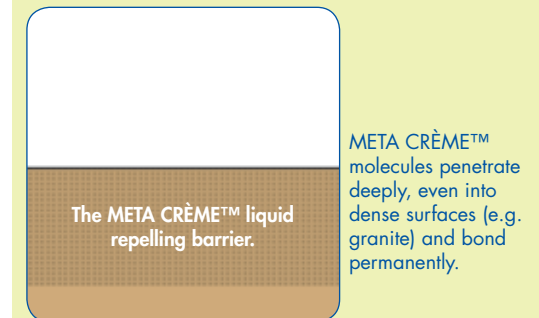 The META CRÈME™ liquid
repelling barrier.
META CRÈME™
molecules penetrate
deeply, even into
dense surfaces (e.g.
granite) and bond
permanently.